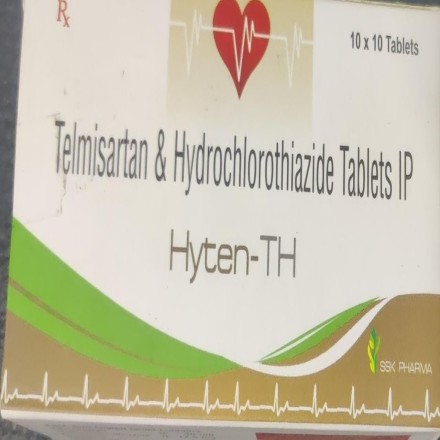 Rx
10 x 10 Tablets
Telmisartan & Hydrochlorothiazide Tablets IP
Hyten-TH
SSK PHARMA